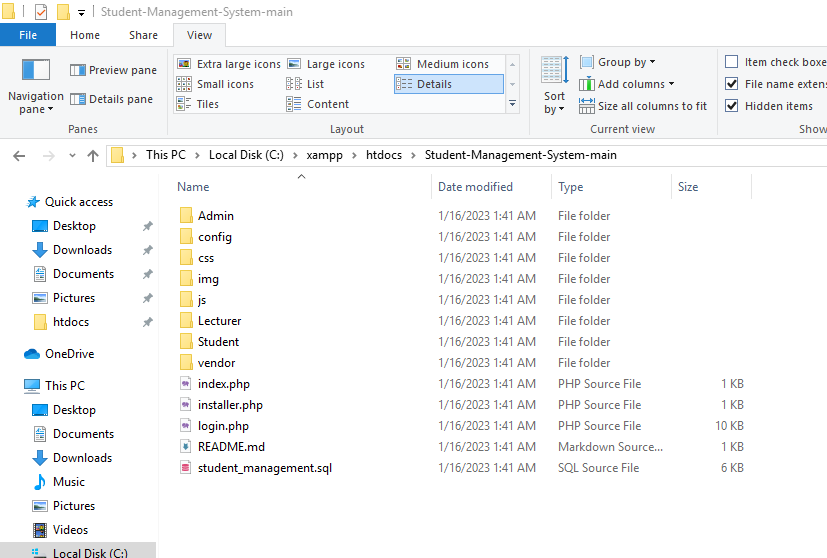 Student-Management-System-main
File Home Share View
Navigation pane
Preview pane
Details pane
Panes
Extra large icons Large icons Medium icons
Small icons List Details
Tiles Content
Layout
Sort by
Group by
Add columns
Size all columns to fit
Current view
Item check boxe
File name exten
Hidden items
Show
This PC Local Disk (C:) xampp htdocs Student-Management-System-main
Quick access
Desktop
Downloads
Documents
Pictures
htdocs
OneDrive
This PC
Desktop
Documents
Downloads
Music
Pictures
Videos
Local Disk (C:)
Name Date modified Type Size
Admin 1/16/2023 1:41 AM File folder
config 1/16/2023 1:41 AM File folder
css 1/16/2023 1:41 AM File folder
img 1/16/2023 1:41 AM File folder
js 1/16/2023 1:41 AM File folder
Lecturer 1/16/2023 1:41 AM File folder
Student 1/16/2023 1:41 AM File folder
vendor 1/16/2023 1:41 AM File folder
index.php 1/16/2023 1:41 AM PHP Source File 1 KB
installer.php 1/16/2023 1:41 AM PHP Source File 1 KB
login.php 1/16/2023 1:41 AM PHP Source File 10 KB
README.md 1/16/2023 1:41 AM Markdown Source... 1 KB
student_management.sql 1/16/2023 1:41 AM SQL Source File 6 KB